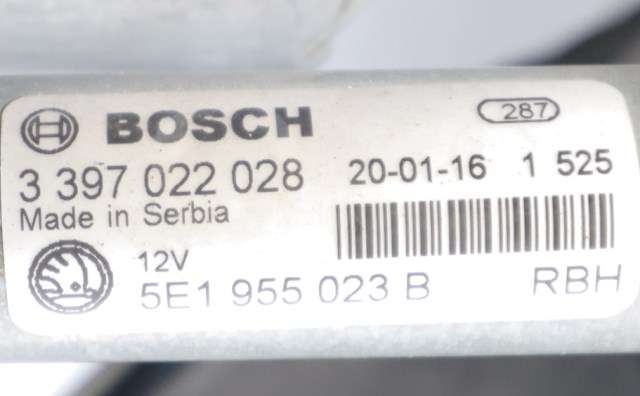 BOSCH 287
3 397 022 028 20-01-16 1 525
Made in Serbia
12V
5E1 955 023 B RBH